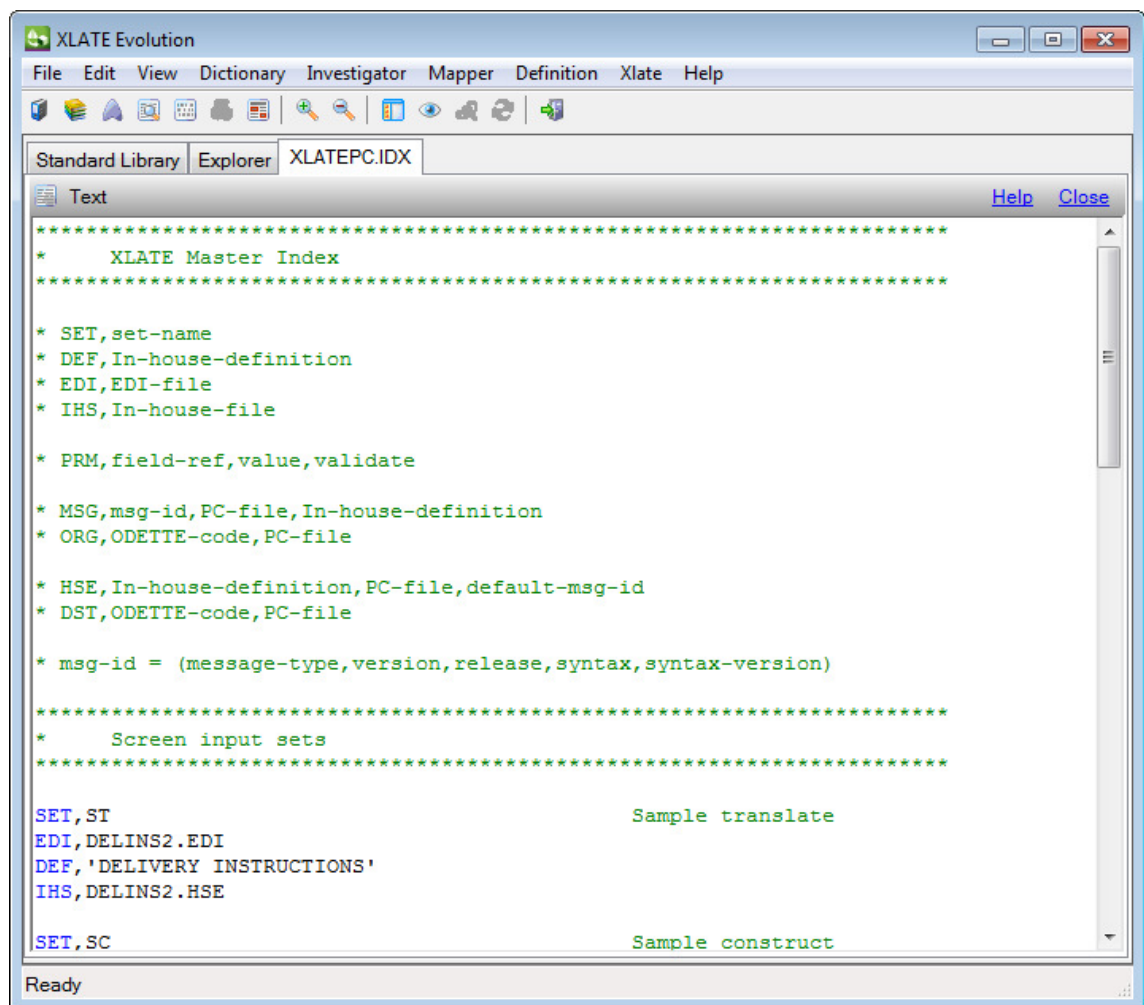 XLATE Evolution
File Edit View Dictionary Investigator Mapper Definition Xlate Help
Standard Library Explorer XLATEPC.IDX
Text Help Close
************************************************************************
* XLATE Master Index
************************************************************************
* SET,set-name
* DEF,In-house-definition
* EDI,EDI-file
* IHS,In-house-file
* PRM,field-ref,value,validate
* MSG,msg-id,PC-file,In-house-definition
* ORG,ODETTE-code,PC-file
* HSE,In-house-definition,PC-file,default-msg-id
* DST,ODETTE-code,PC-file
* msg-id = (message-type,version,release,syntax,syntax-version)
************************************************************************
* Screen input sets
************************************************************************
SET,ST Sample translate
EDI,DELINS2.EDI
DEF,'DELIVERY INSTRUCTIONS'
IHS,DELINS2.HSE
SET,SC Sample construct
Ready